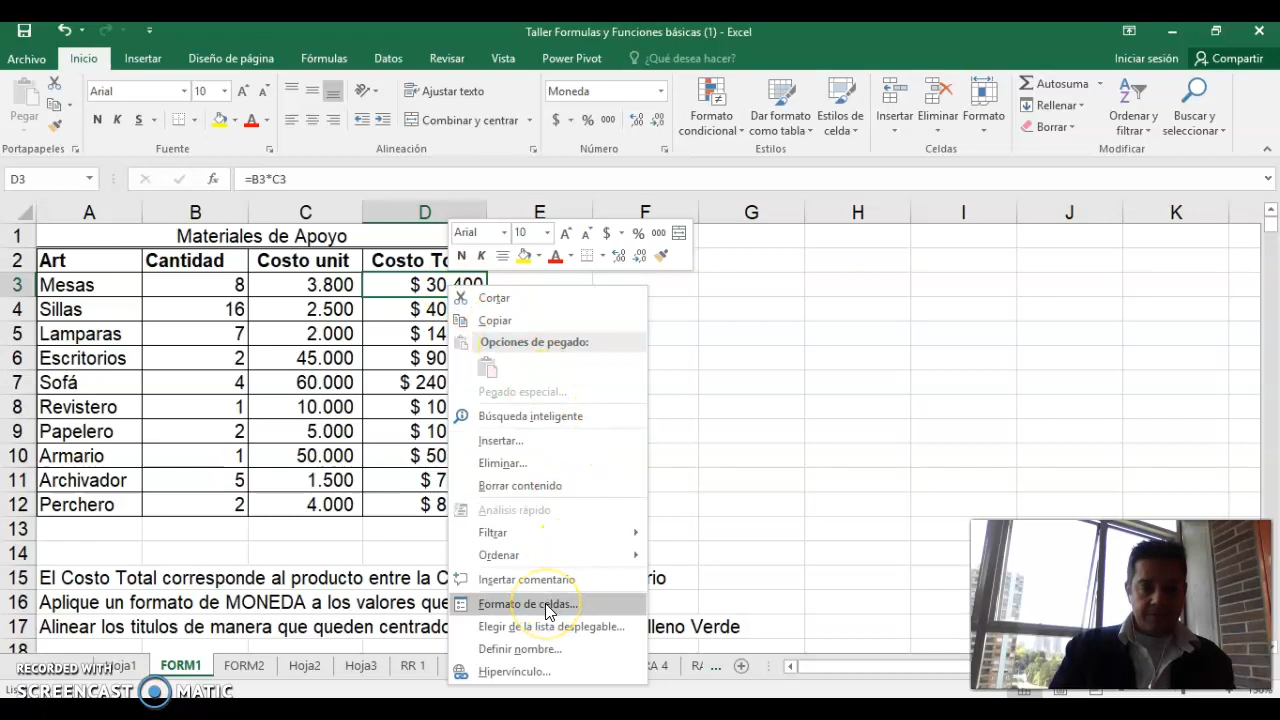 Taller Formulas y Funciones básicas (1) - Excel
Archivo Inicio Insertar Diseño de página Fórmulas Datos Revisar Vista Power Pivot ¿Qué desea hacer? Iniciar sesión Compartir
Pegar
Arial 10
N K S
Ajustar texto
Combinar y centrar
Moneda
$ % 000
Formato condicional
Dar formato como tabla
Estilos de celda
Insertar Eliminar Formato
Autosuma
Rellenar
Borrar
Ordenar y filtrar
Buscar y seleccionar
Portapapeles Fuente Alineación Número Estilos Celdas Modificar
D3 fx =B3*C3
A B C D E F G H I J K
Arial 10 $ % 000
N K
1 Materiales de Apoyo
2 Art Cantidad Costo unit Costo To
3 Mesas 8 3.800 $ 30.400
4 Sillas 16 2.500 $ 40
5 Lamparas 7 2.000 $ 14
6 Escritorios 2 45.000 $ 90
7 Sofá 4 60.000 $ 240
8 Revistero 1 10.000 $ 10
9 Papelero 2 5.000 $ 10
10 Armario 1 50.000 $ 50
11 Archivador 5 1.500 $ 7
12 Perchero 2 4.000 $ 8
13
14
15 El Costo Total corresponde al producto entre la C rio
16 Aplique un formato de MONEDA a los valores que
17 Alinear los titulos de manera que queden centrado lleno Verde
18
Cortar
Copiar
Opciones de pegado:
Pegado especial...
Búsqueda inteligente
Insertar...
Eliminar...
Borrar contenido
Análisis rápido
Filtrar
Ordenar
Insertar comentario
Formato de celdas...
Elegir de la lista desplegable...
Definir nombre...
Hipervínculo...
Hoja1 FORM1 FORM2 Hoja2 Hoja3 RR 1 A 4 RA ...
RECORDED WITH
SCREENCAST MATIC
150%